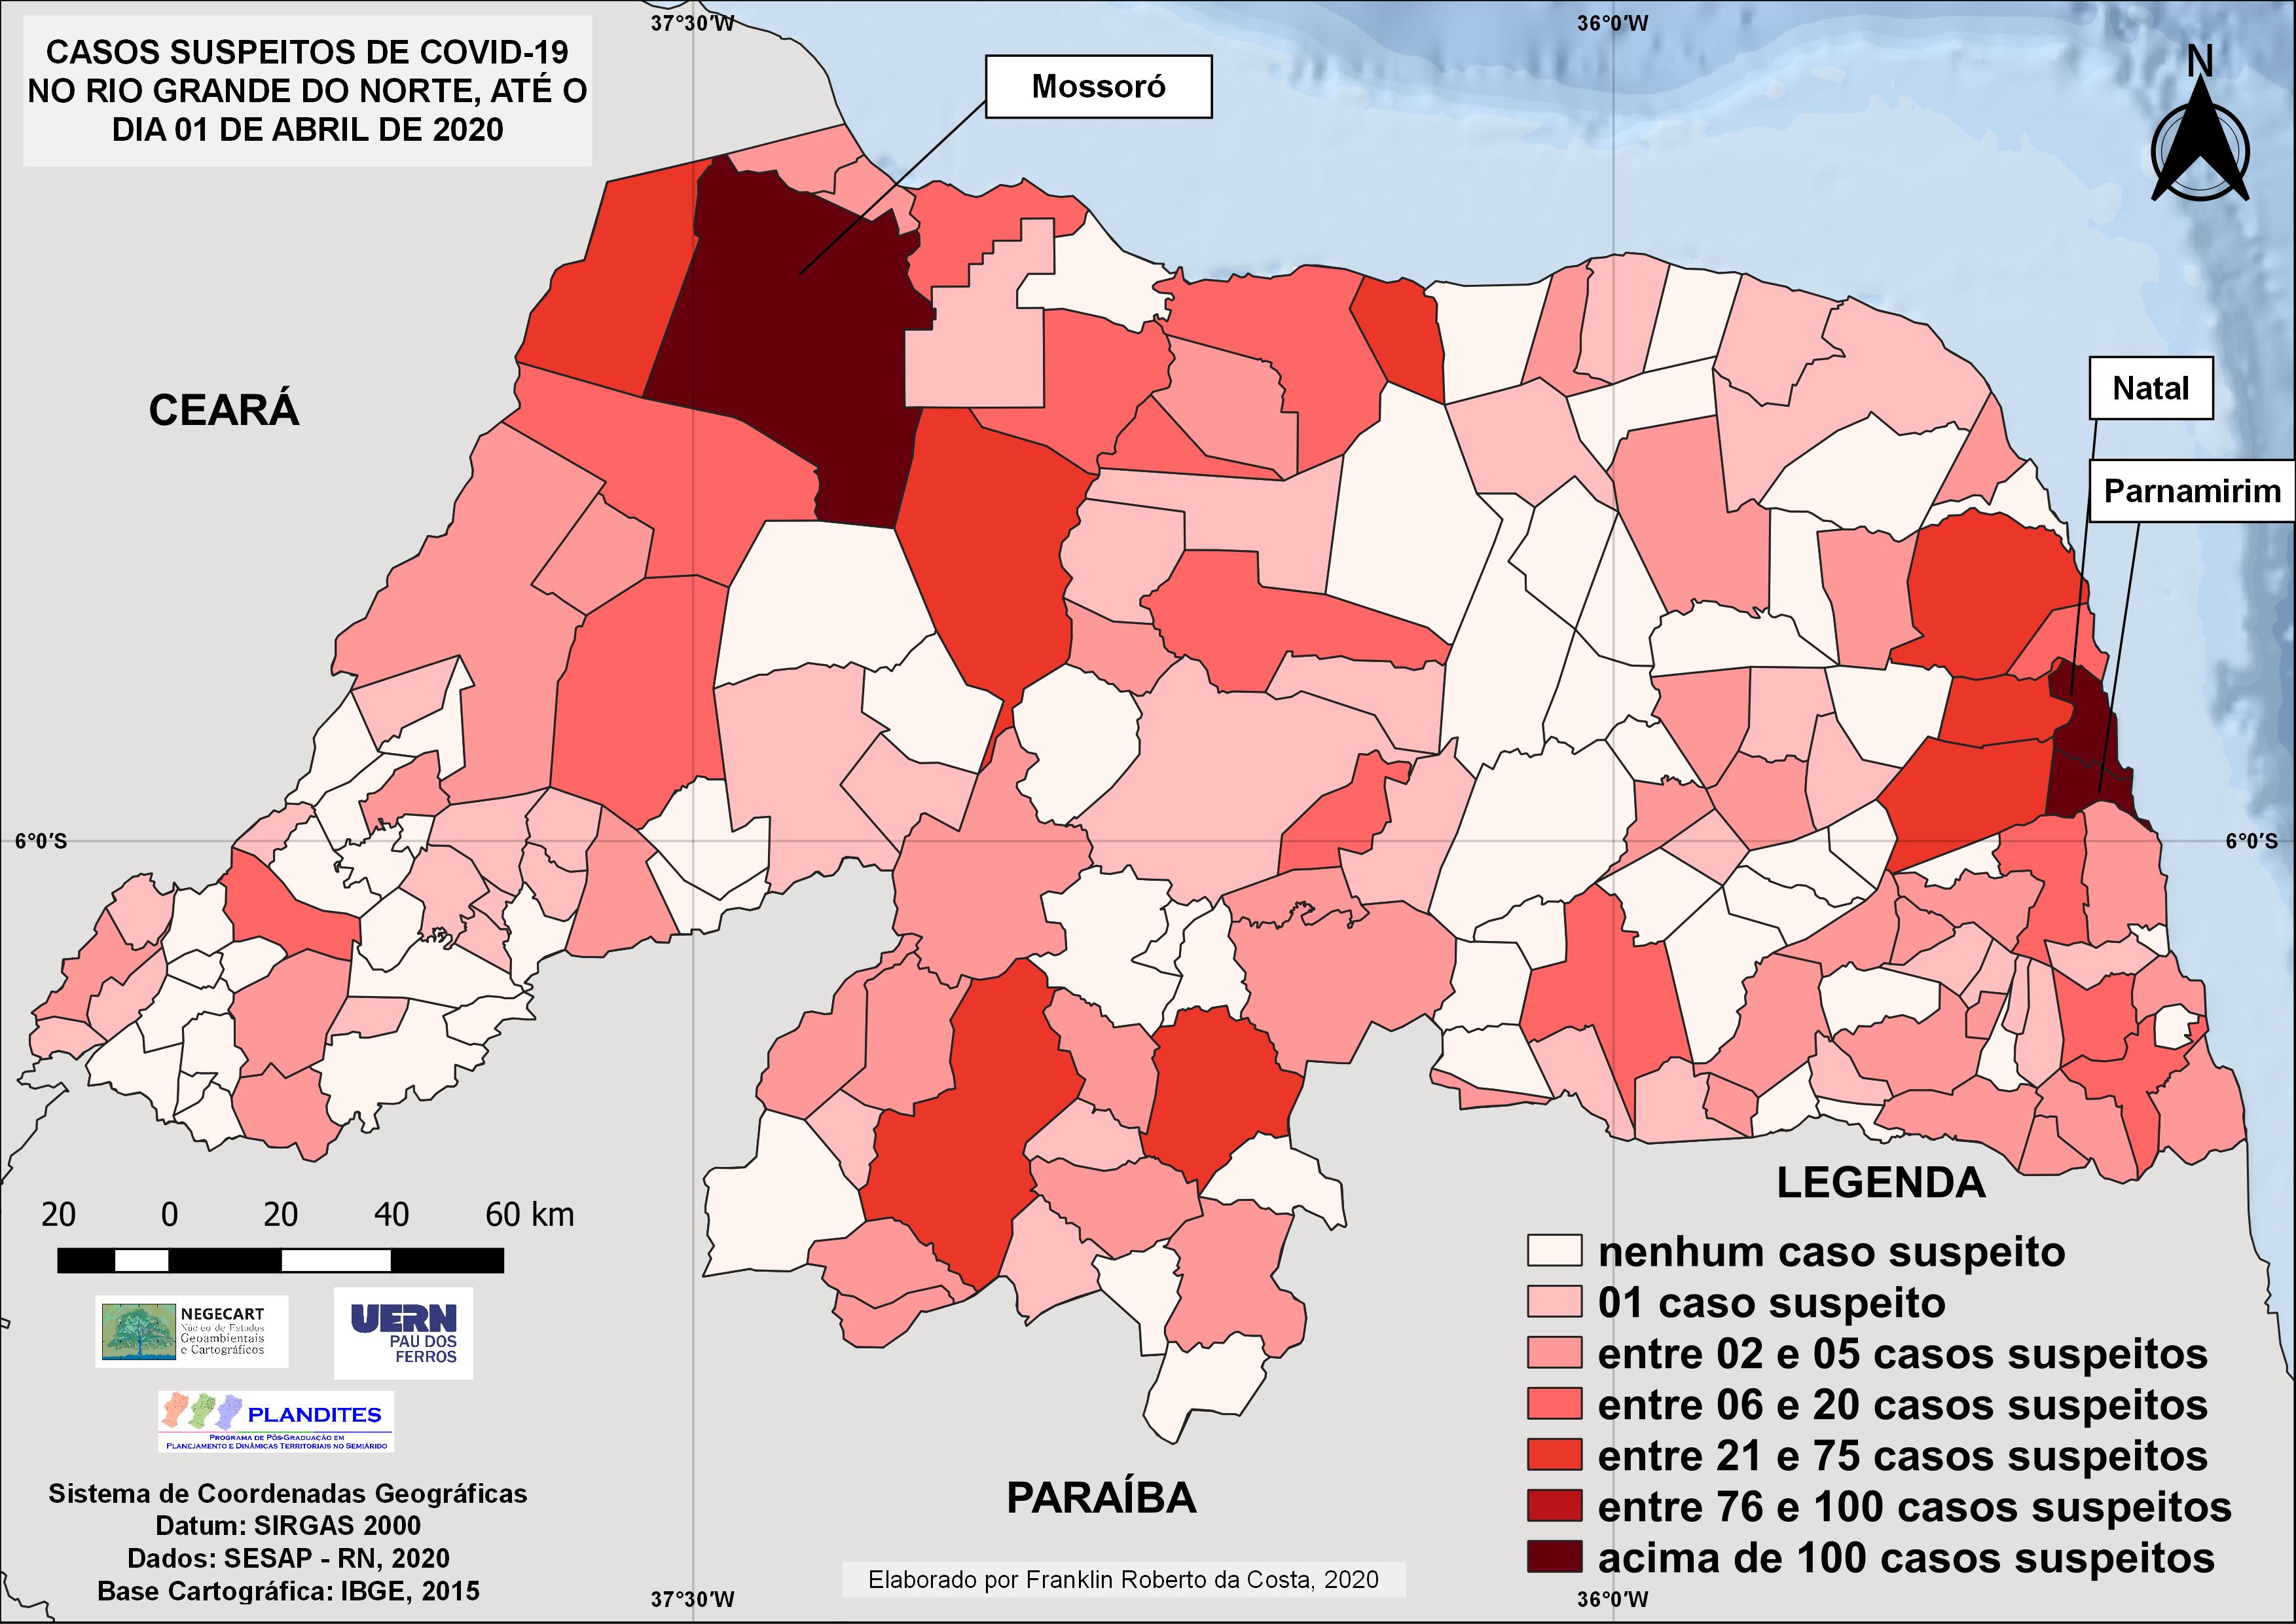 CASOS SUSPEITOS DE COVID-19
NO RIO GRANDE DO NORTE, ATÉ O
DIA 01 DE ABRIL DE 2020
37°30′W
36°0′W
N
Mossoró
Natal
Parnamirim
CEARÁ
6°0′S
6°0′S
PARAÍBA
20 0 20 40 60 km
NEGECART
Núcleo de Estudos
Geoambientais
e Cartográficos
UERN
PAU DOS
FERROS
PLANDITES
PROGRAMA DE PÓS-GRADUAÇÃO EM
PLANEJAMENTO E DINÂMICAS TERRITORIAIS NO SEMIÁRIDO
Sistema de Coordenadas Geográficas
Datum: SIRGAS 2000
Dados: SESAP - RN, 2020
Base Cartográfica: IBGE, 2015
LEGENDA
nenhum caso suspeito
01 caso suspeito
entre 02 e 05 casos suspeitos
entre 06 e 20 casos suspeitos
entre 21 e 75 casos suspeitos
entre 76 e 100 casos suspeitos
acima de 100 casos suspeitos
Elaborado por Franklin Roberto da Costa, 2020
37°30′W
36°0′W